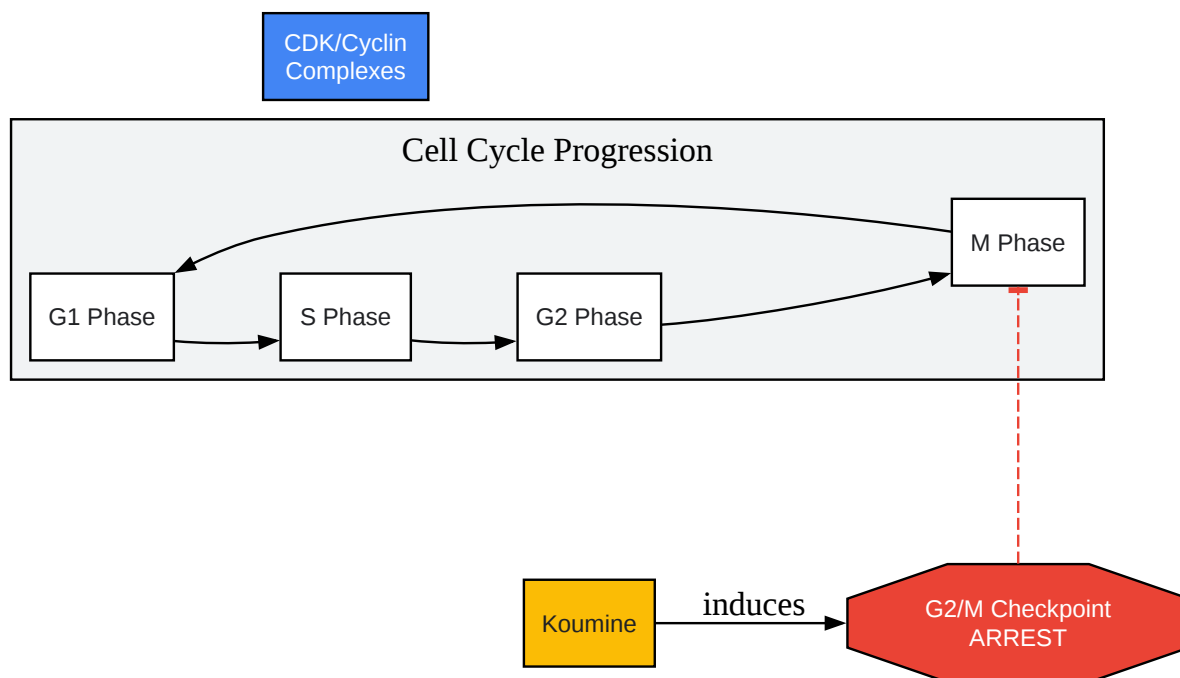 CDK/Cyclin
Complexes
Cell Cycle Progression
M Phase
G1 Phase
S Phase
G2 Phase
Koumine
induces
G2/M Checkpoint
ARREST